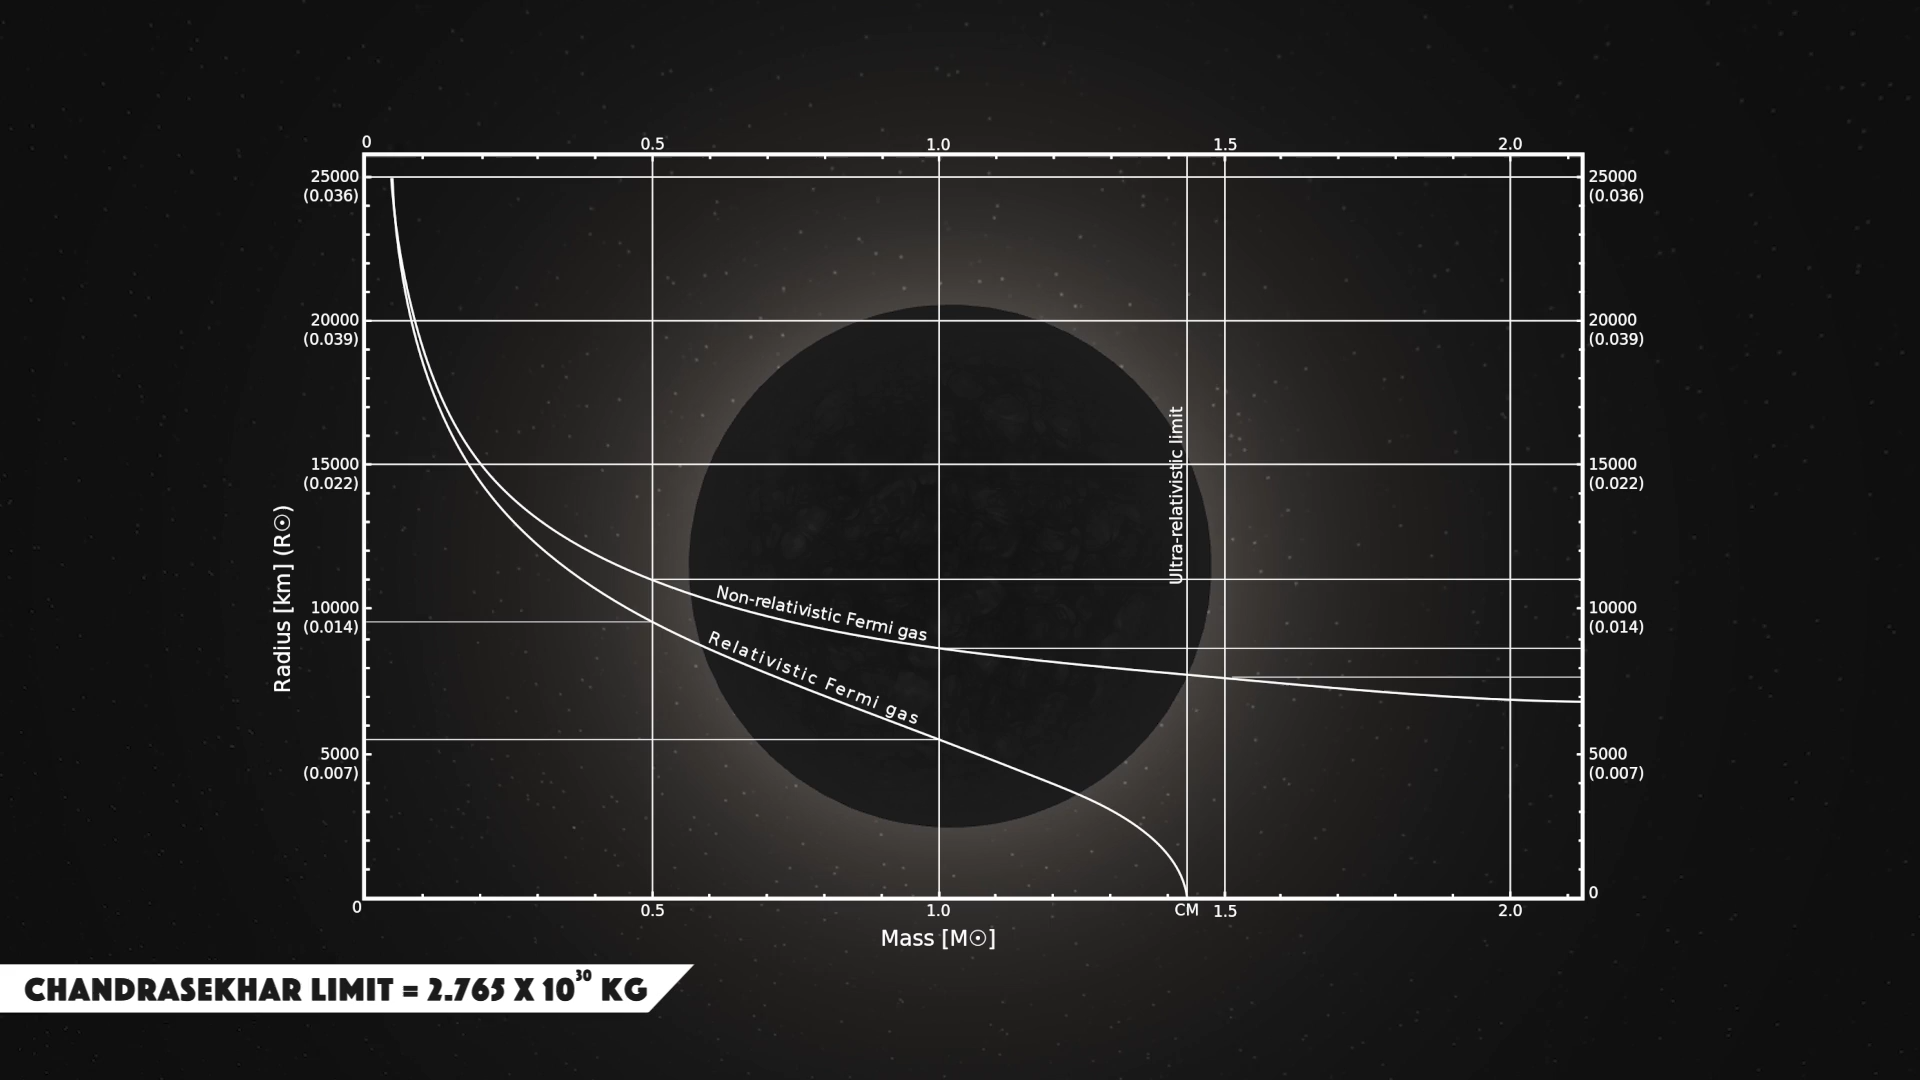 0 0.5 1.0 1.5 2.0
25000 25000
(0.036) (0.036)
20000 20000
(0.039) (0.039)
15000 15000
(0.022) (0.022)
10000 10000
(0.014) (0.014)
5000 5000
(0.007) (0.007)
0
Radius [km] (R☉)
Non-relativistic Fermi gas
Relativistic Fermi gas
Ultra-relativistic limit
0 0.5 1.0 CM 1.5 2.0
Mass [M☉]
CHANDRASEKHAR LIMIT = 2.765 X 10³⁰ KG